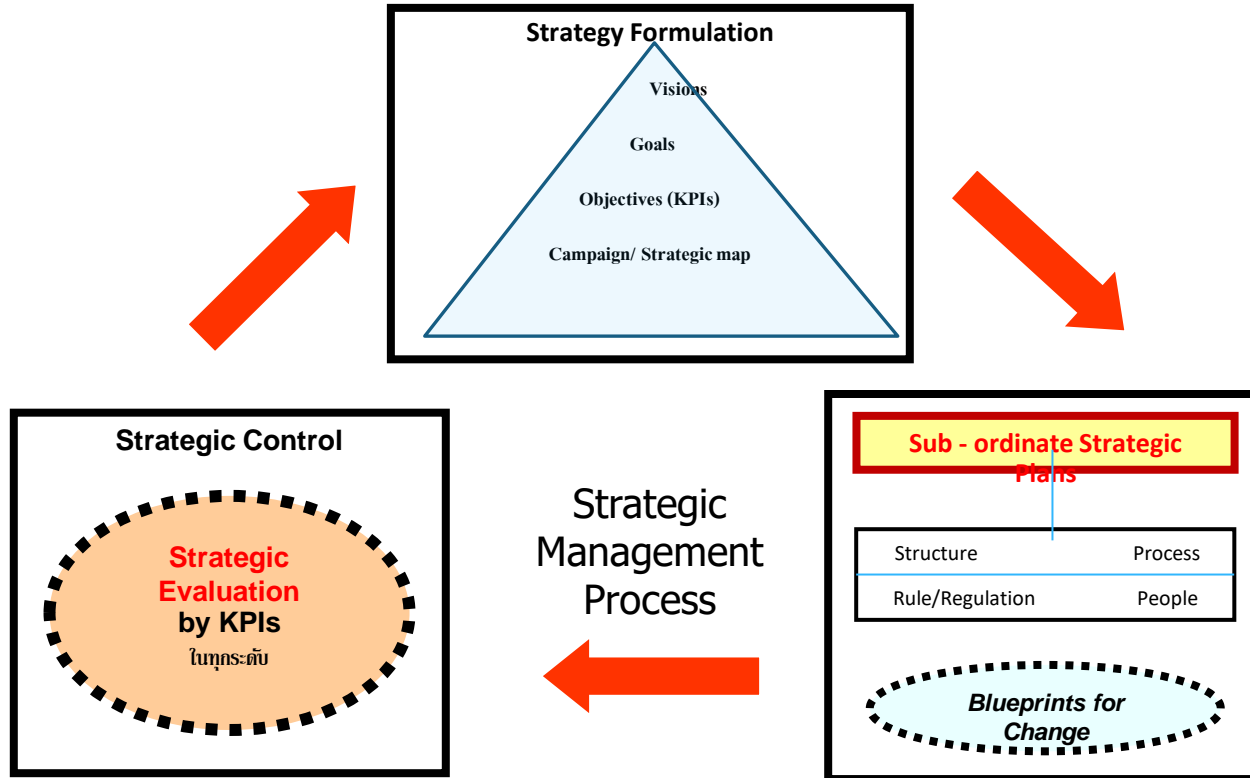 Strategy Formulation
Visions
Goals
Objectives (KPIs)
Campaign/ Strategic map
Sub - ordinate Strategic
Plans
Structure Process
Rule/Regulation People
Blueprints for
Change
Strategic
Management
Process
Strategic Control
Strategic
Evaluation
by KPIs
ในทุกระดับ